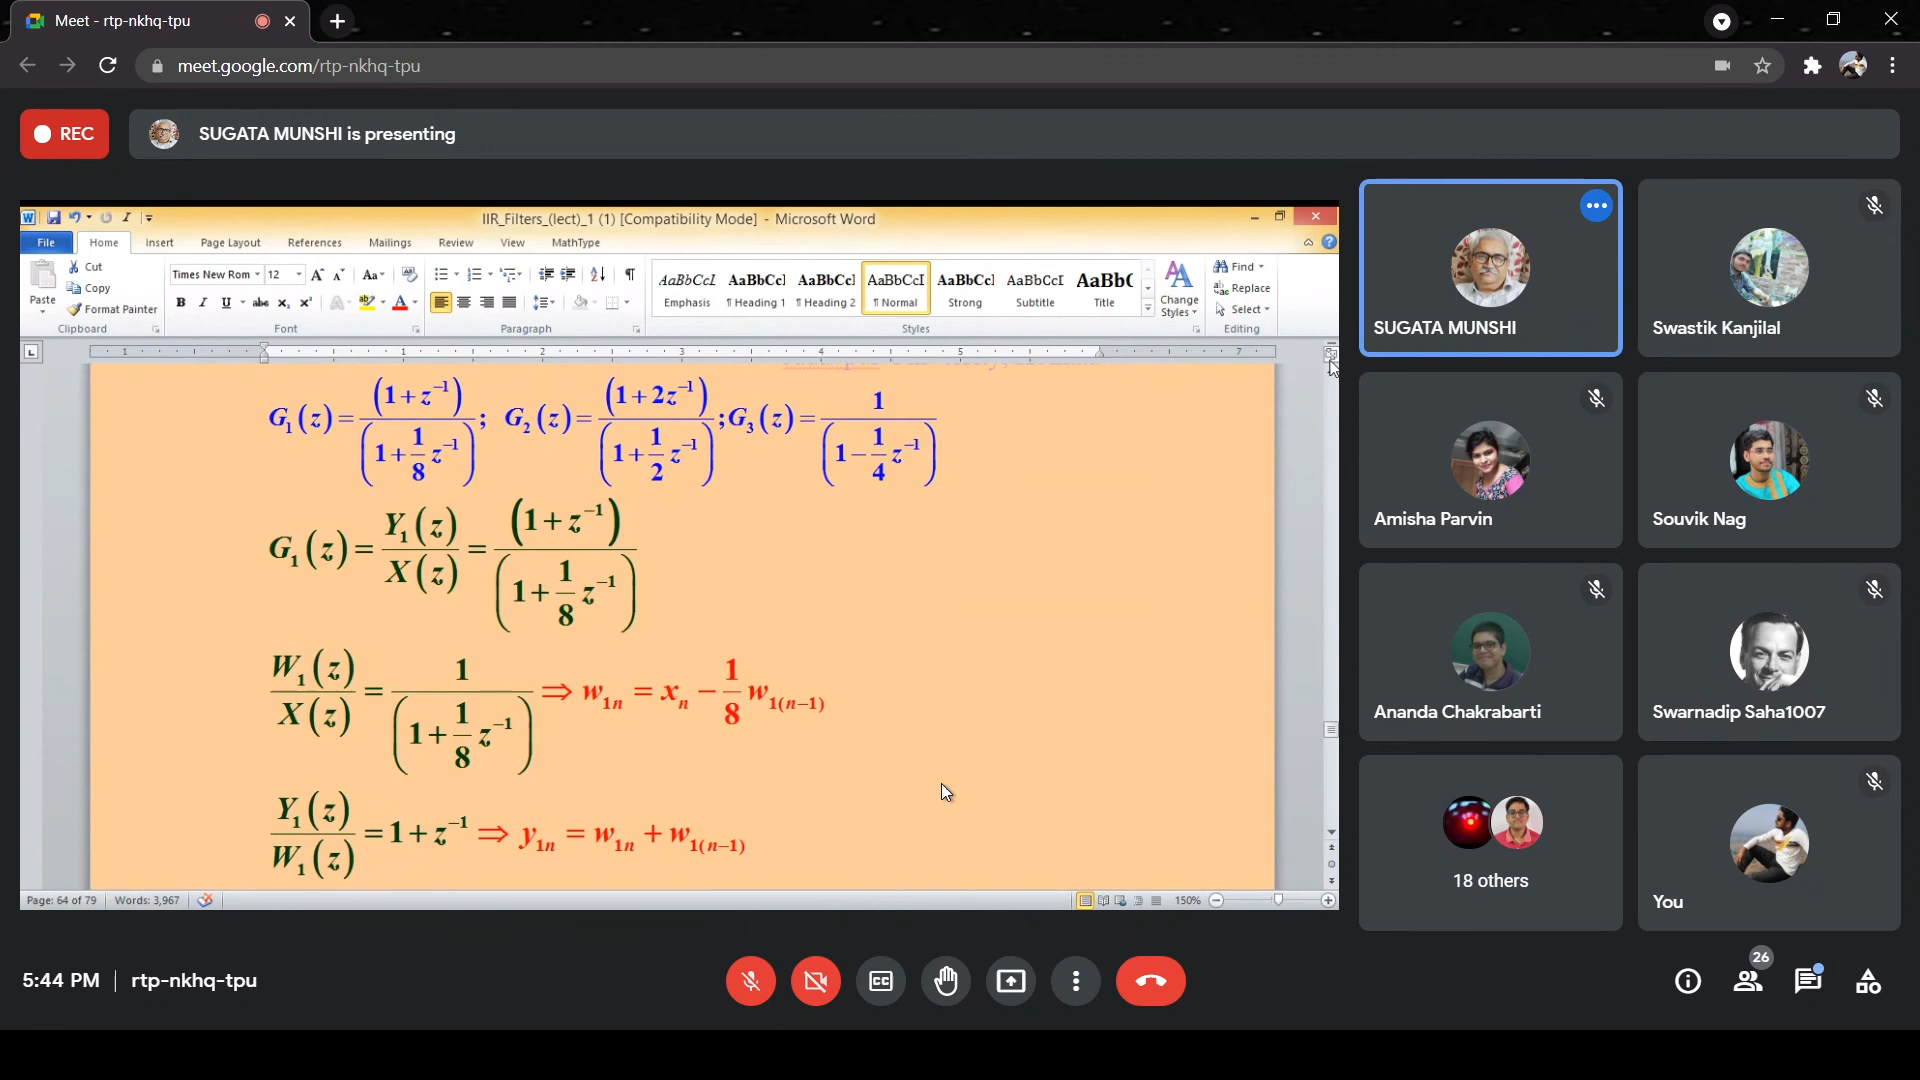 Meet - rtp-nkhq-tpu
meet.google.com/rtp-nkhq-tpu
REC
SUGATA MUNSHI is presenting
IIR_Filters_(lect)_1 (1) [Compatibility Mode] - Microsoft Word
File Home Insert Page Layout References Mailings Review View MathType
Paste
Cut
Copy
Format Painter
Clipboard
Times New Rom 12
Font
Paragraph
AaBbCcI AaBbCcI AaBbCcI AaBbCcI AaBbCcI AaBbCcI AaBb(
Emphasis ¶ Heading 1 ¶ Heading 2 ¶ Normal Strong Subtitle Title
Change Styles
Styles
Find
Replace
Select
Editing
G₁(z) = (1+z⁻¹)/(1+1/8 z⁻¹); G₂(z) = (1+2z⁻¹)/(1+1/2 z⁻¹); G₃(z) = 1/(1−1/4 z⁻¹)
G₁(z) = Y₁(z)/X(z) = (1+z⁻¹)/(1+1/8 z⁻¹)
W₁(z)/X(z) = 1/(1+1/8 z⁻¹) ⇒ w₁ₙ = xₙ − 1/8 w₁₍ₙ₋₁₎
Y₁(z)/W₁(z) = 1+z⁻¹ ⇒ y₁ₙ = w₁ₙ + w₁₍ₙ₋₁₎
Page: 64 of 79 Words: 3,967 150%
SUGATA MUNSHI
Swastik Kanjilal
Amisha Parvin
Souvik Nag
Ananda Chakrabarti
Swarnadip Saha1007
18 others
You
5:44 PM | rtp-nkhq-tpu
26